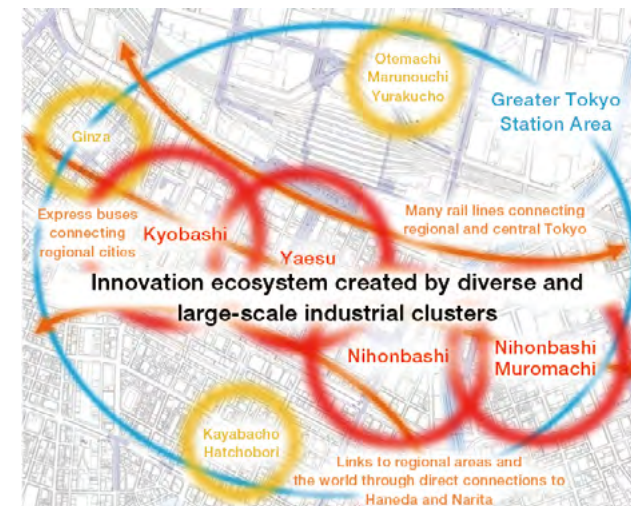 Otemachi
Marunouchi
Yurakucho
Greater Tokyo
Station Area
Ginza
Express buses
connecting
regional cities
Kyobashi
Yaesu
Many rail lines connecting
regional and central Tokyo
Innovation ecosystem created by diverse and
large-scale industrial clusters
Nihonbashi
Nihonbashi
Muromachi
Kayabacho
Hatchobori
Links to regional areas and
the world through direct connections to
Haneda and Narita